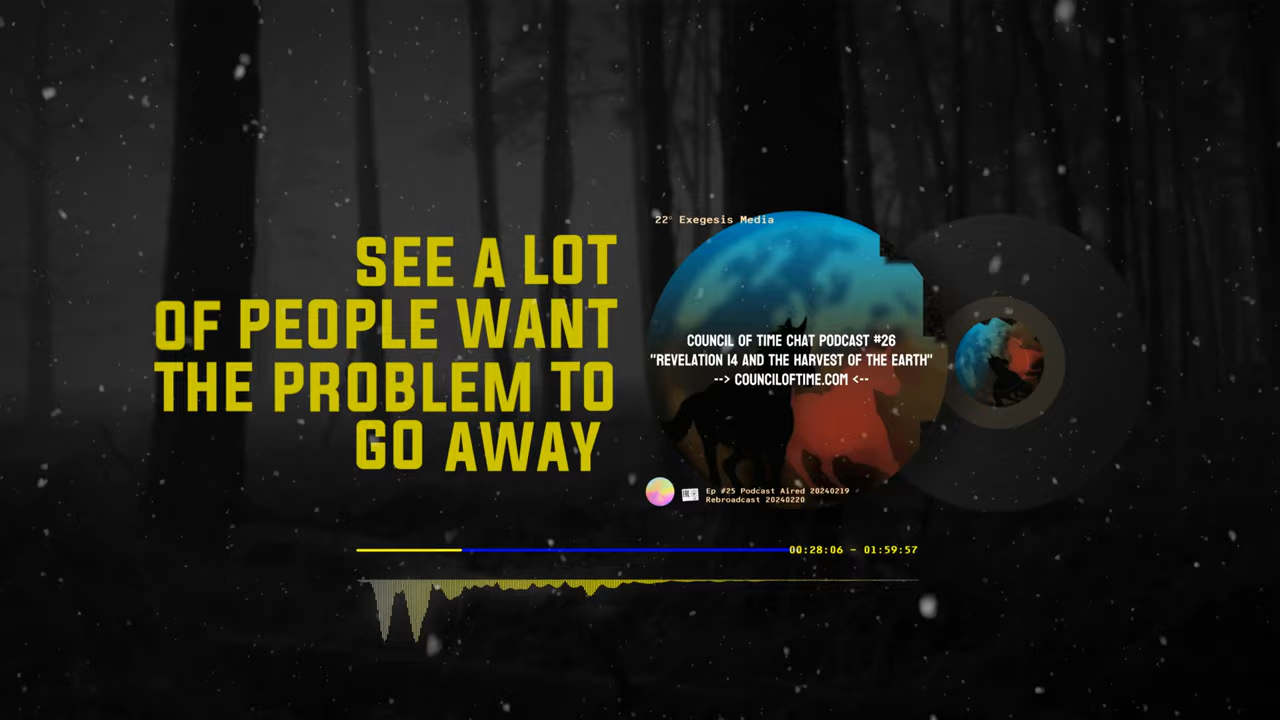 SEE A LOT
OF PEOPLE WANT
THE PROBLEM TO
GO AWAY
22° Exegesis Media
COUNCIL OF TIME CHAT PODCAST #26
"REVELATION 14 AND THE HARVEST OF THE EARTH"
--> COUNCILOFTIME.COM <--
Ep #25 Podcast Aired 20240219
Rebroadcast 20240220
00:28:06 - 01:59:57